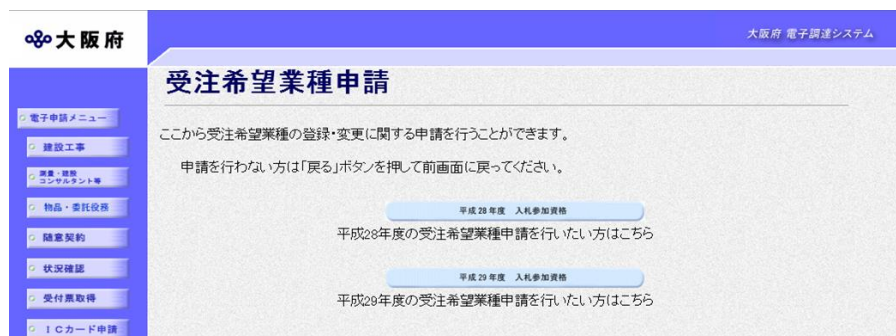 大阪府
大阪府 電子調達システム
受注希望業種申請
電子申請メニュー
建設工事
測量・建設
コンサルタント等
物品・委託役務
随意契約
状況確認
受付票取得
ICカード申請
ここから受注希望業種の登録・変更に関する申請を行うことができます。
申請を行わない方は「戻る」ボタンを押して前画面に戻ってください。
平成28年度 入札参加資格
平成28年度の受注希望業種申請を行いたい方はこちら
平成29年度 入札参加資格
平成29年度の受注希望業種申請を行いたい方はこちら